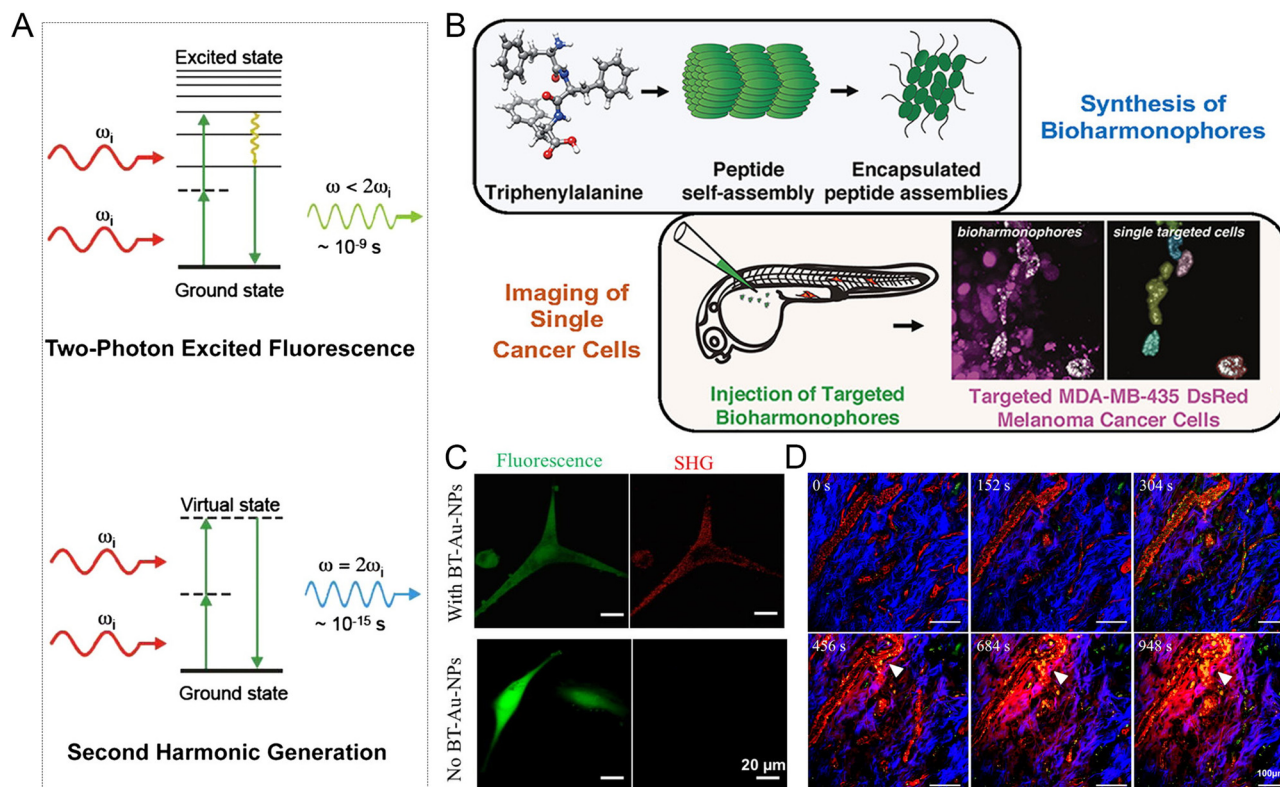 A
Excited state
ωi
ω < 2ωi
ωi
~ 10-9 s
Ground state
Two-Photon Excited Fluorescence
Virtual state
ωi
ω = 2ωi
ωi
~ 10-15 s
Ground state
Second Harmonic Generation
B
Triphenylalanine
Peptide
self-assembly
Encapsulated
peptide assemblies
Synthesis of
Bioharmonophores
Imaging of
Single
Cancer Cells
Injection of Targeted
Bioharmonophores
bioharmonophores
single targeted cells
Targeted MDA-MB-435 DsRed
Melanoma Cancer Cells
C
Fluorescence
SHG
With BT-Au-NPs
No BT-Au-NPs
20 μm
D
0 s
152 s
304 s
456 s
684 s
948 s
100μm